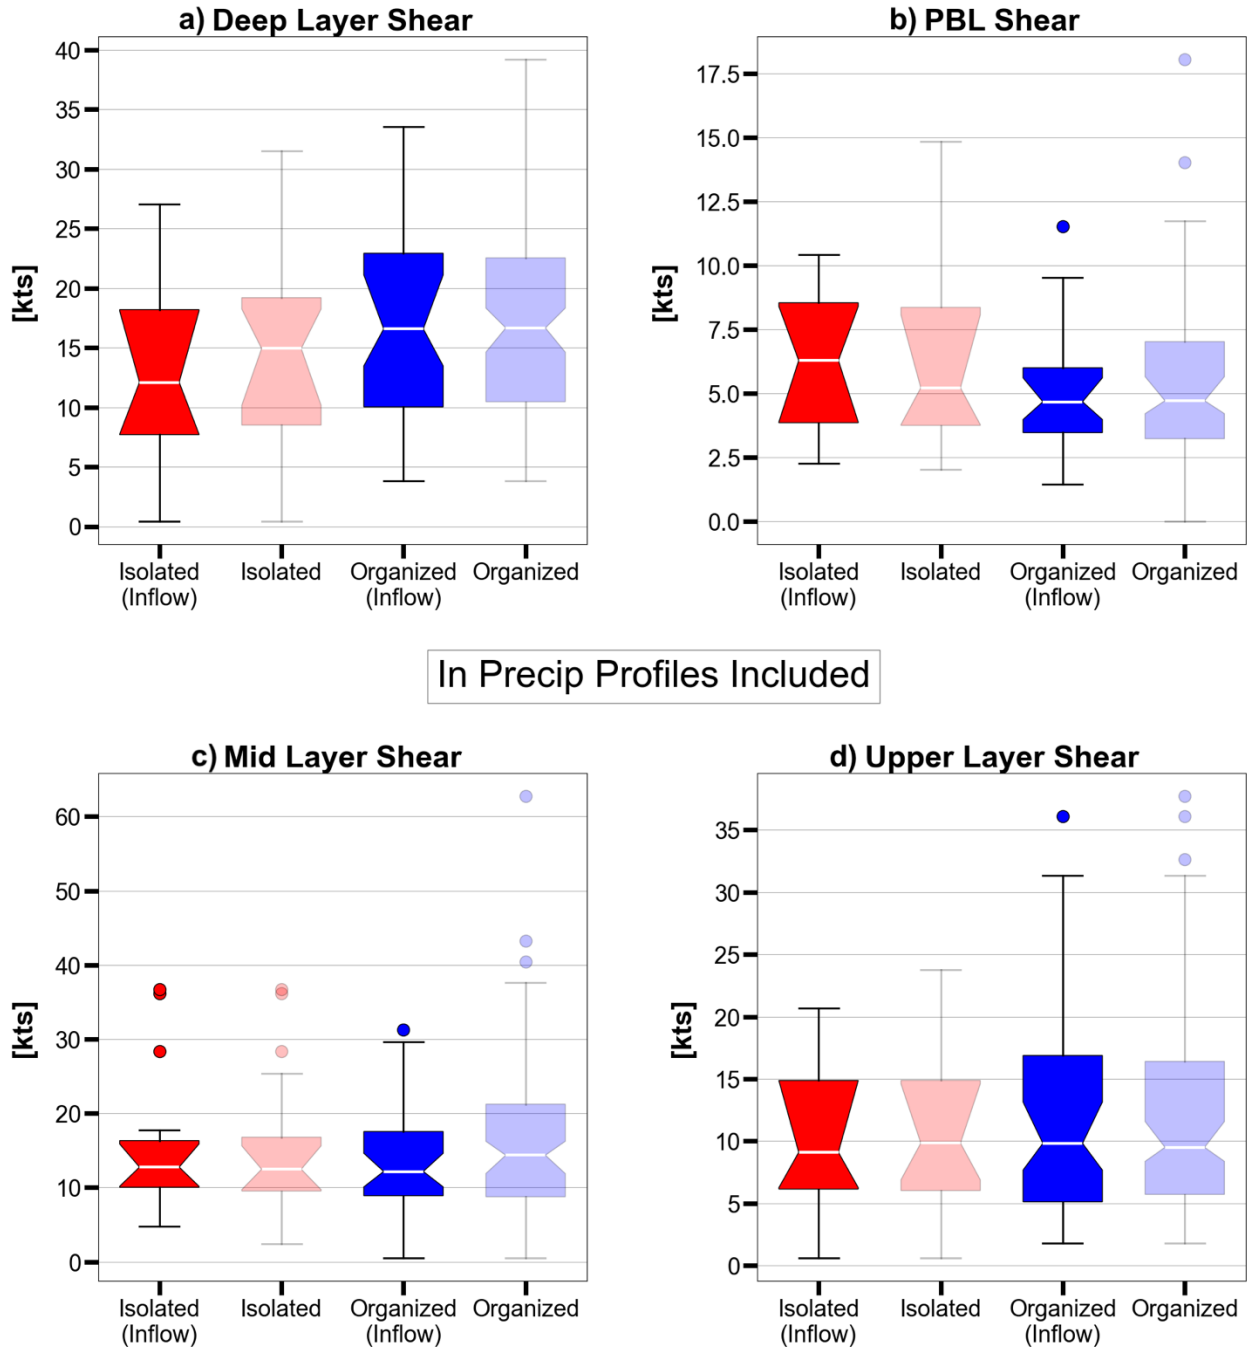 a) Deep Layer Shear
40
35
30
25
20
15
10
5
0
[kts]
Isolated (Inflow)
Isolated
Organized (Inflow)
Organized
b) PBL Shear
17.5
15.0
12.5
10.0
7.5
5.0
2.5
0.0
[kts]
Isolated (Inflow)
Isolated
Organized (Inflow)
Organized
In Precip Profiles Included
c) Mid Layer Shear
60
50
40
30
20
10
0
[kts]
Isolated (Inflow)
Isolated
Organized (Inflow)
Organized
d) Upper Layer Shear
35
30
25
20
15
10
5
0
[kts]
Isolated (Inflow)
Isolated
Organized (Inflow)
Organized